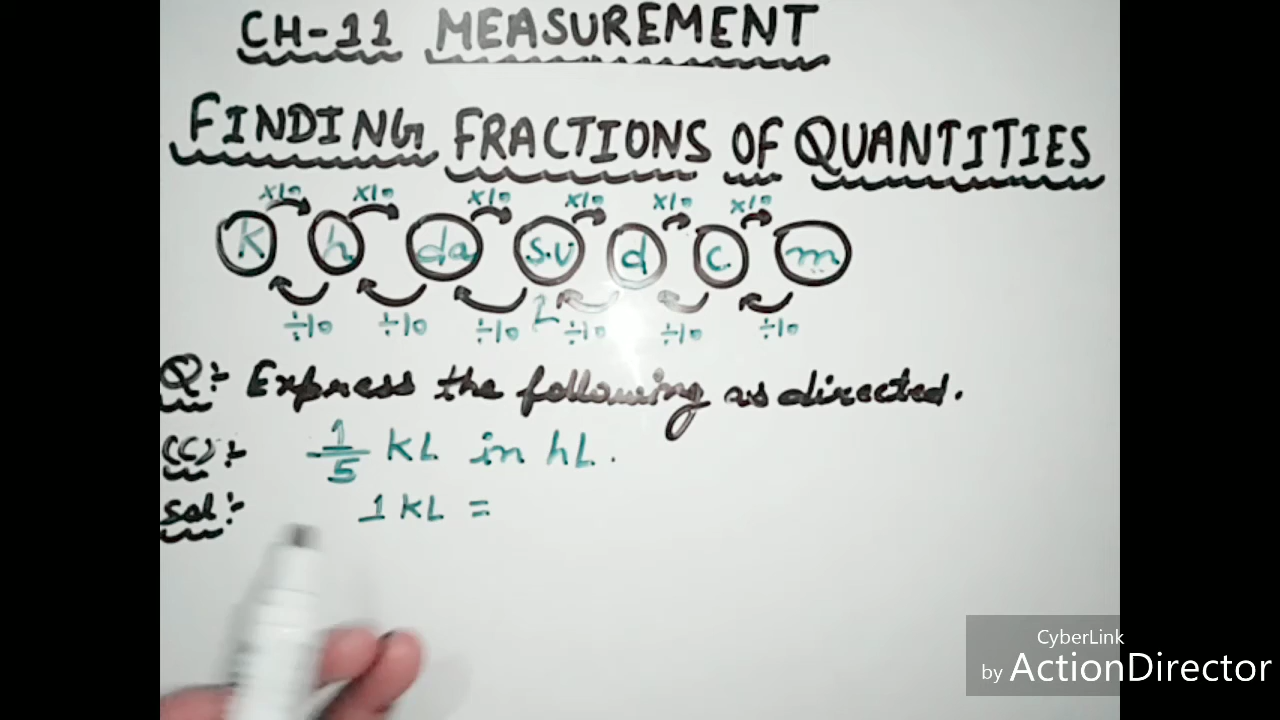 CH-11 MEASUREMENT
FINDING FRACTIONS OF QUANTITIES
×10 ×10 ×10 ×10 ×10 ×10
K h da s.u d c m
L
÷10 ÷10 ÷10 ÷10 ÷10 ÷10
Q:- Express the following as directed.
(C):- 1/5 KL in hL.
Sol:- 1 KL =
CyberLink
by ActionDirector